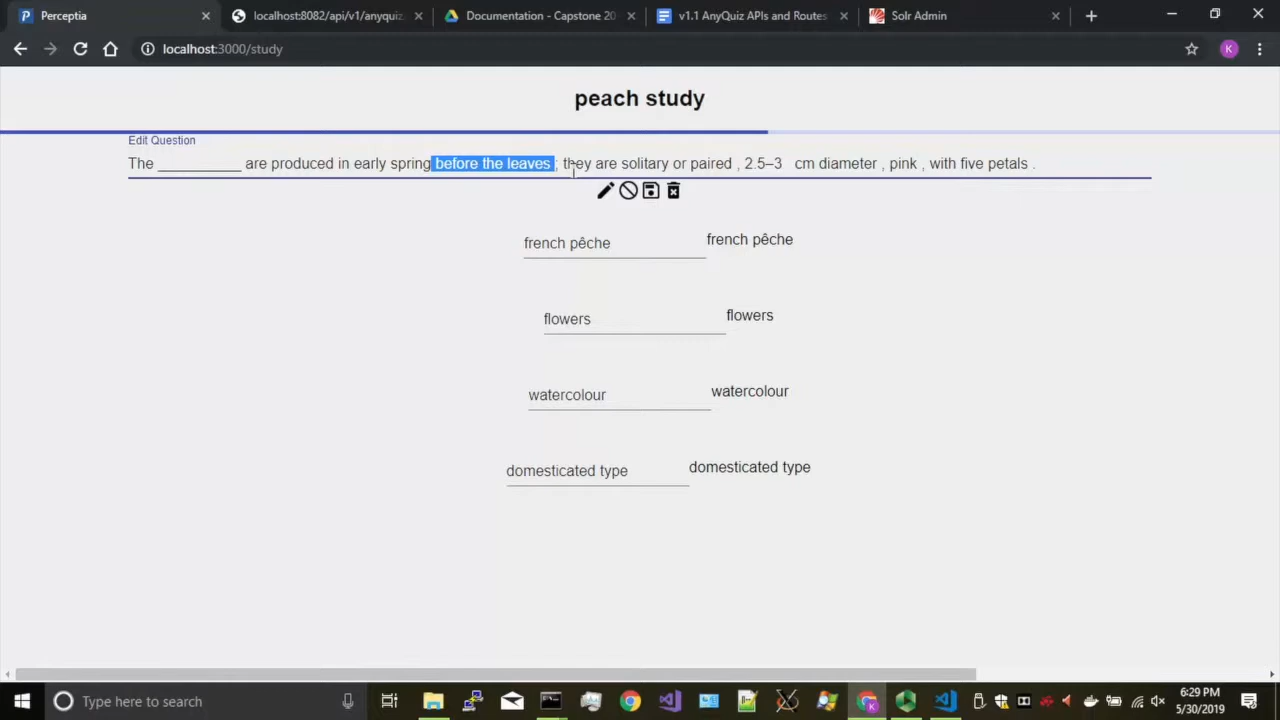 Perceptia
localhost:8082/api/v1/anyquiz
Documentation - Capstone 20
v1.1 AnyQuiz APIs and Routes
Solr Admin
localhost:3000/study
K
peach study
Edit Question
The __________ are produced in early spring before the leaves ; they are solitary or paired , 2.5–3 cm diameter , pink , with five petals .
french pêche french pêche
flowers flowers
watercolour watercolour
domesticated type domesticated type
Type here to search
6:29 PM
5/30/2019